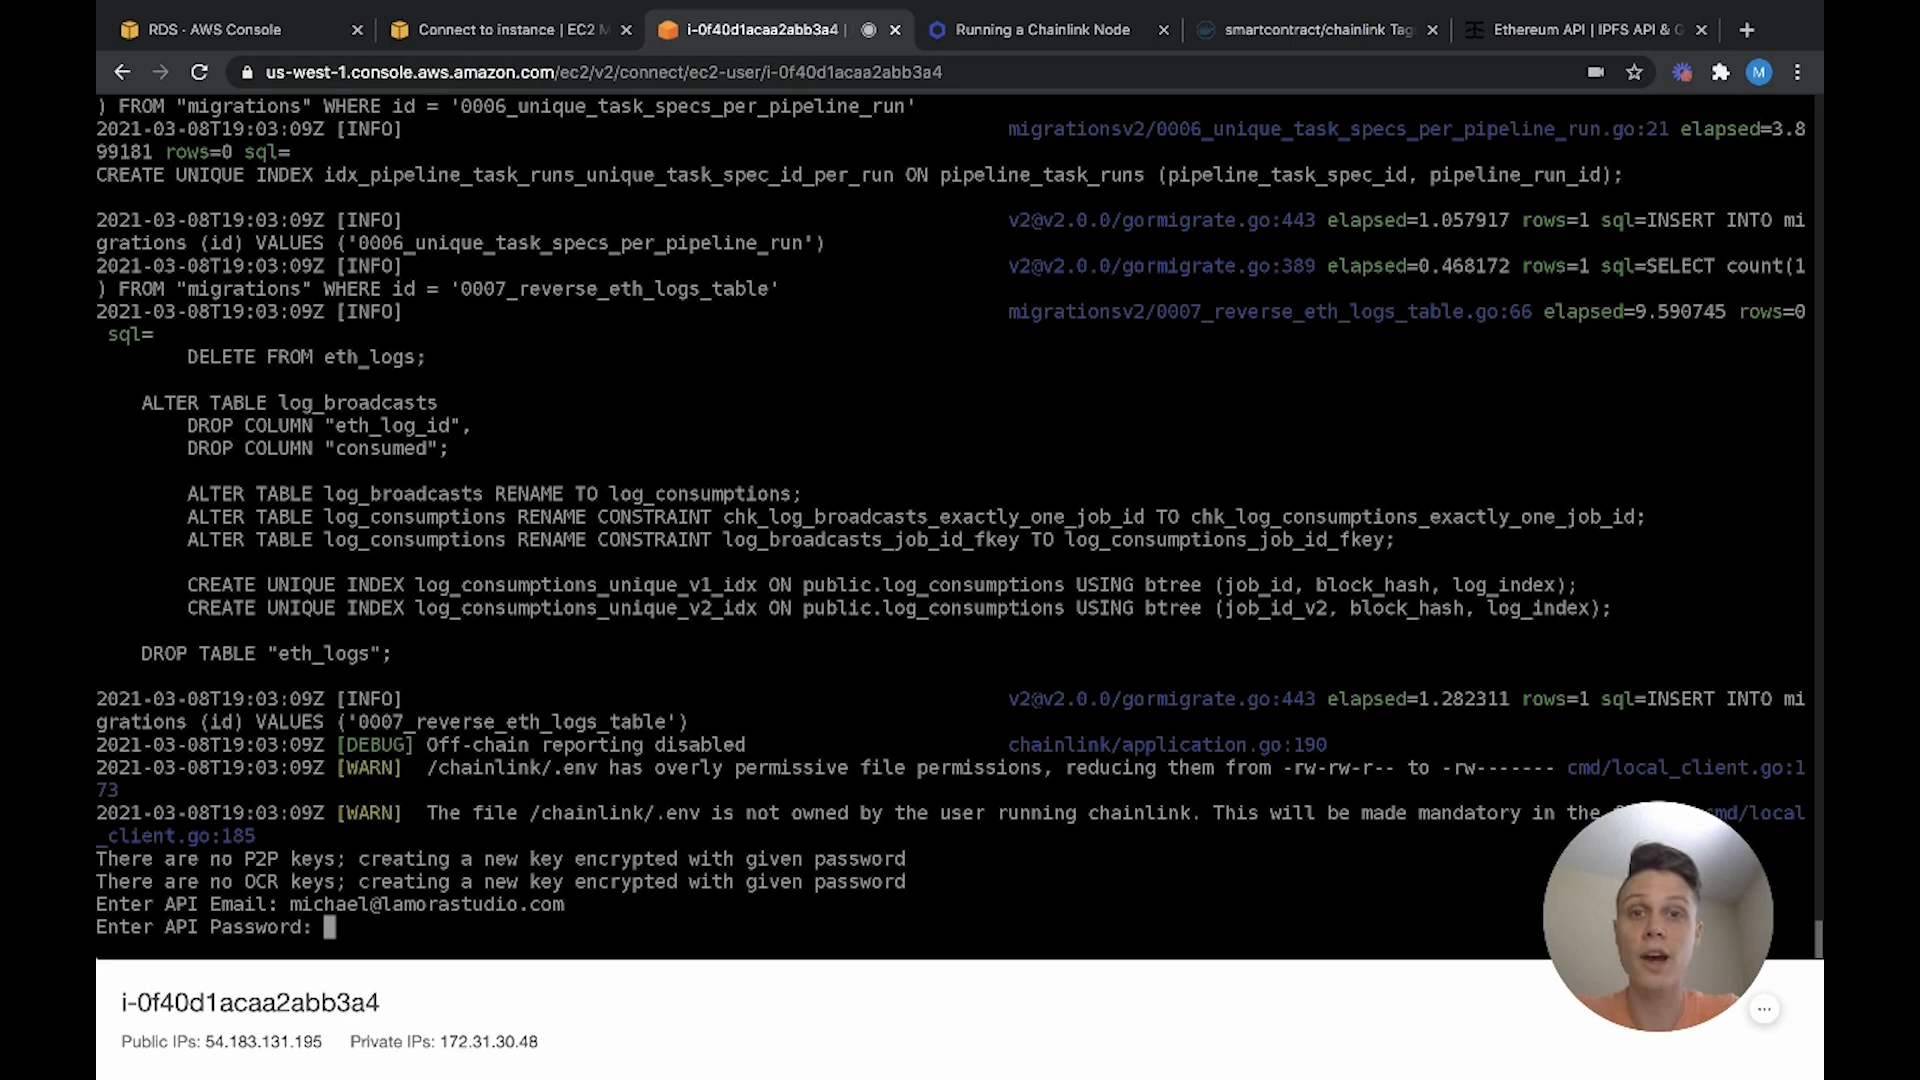 RDS - AWS Console
Connect to instance | EC2 M
i-0f40d1acaa2abb3a4 |
Running a Chainlink Node
smartcontract/chainlink Tag
Ethereum API | IPFS API & G
us-west-1.console.aws.amazon.com/ec2/v2/connect/ec2-user/i-0f40d1acaa2abb3a4
M
) FROM "migrations" WHERE id = '0006_unique_task_specs_per_pipeline_run'
2021-03-08T19:03:09Z [INFO] migrationsv2/0006_unique_task_specs_per_pipeline_run.go:21 elapsed=3.8
99181 rows=0 sql=
CREATE UNIQUE INDEX idx_pipeline_task_runs_unique_task_spec_id_per_run ON pipeline_task_runs (pipeline_task_spec_id, pipeline_run_id);
2021-03-08T19:03:09Z [INFO] v2@v2.0.0/gormigrate.go:443 elapsed=1.057917 rows=1 sql=INSERT INTO mi
grations (id) VALUES ('0006_unique_task_specs_per_pipeline_run')
2021-03-08T19:03:09Z [INFO] v2@v2.0.0/gormigrate.go:389 elapsed=0.468172 rows=1 sql=SELECT count(1
) FROM "migrations" WHERE id = '0007_reverse_eth_logs_table'
2021-03-08T19:03:09Z [INFO] migrationsv2/0007_reverse_eth_logs_table.go:66 elapsed=9.590745 rows=0
sql=
DELETE FROM eth_logs;
ALTER TABLE log_broadcasts
DROP COLUMN "eth_log_id",
DROP COLUMN "consumed";
ALTER TABLE log_broadcasts RENAME TO log_consumptions;
ALTER TABLE log_consumptions RENAME CONSTRAINT chk_log_broadcasts_exactly_one_job_id TO chk_log_consumptions_exactly_one_job_id;
ALTER TABLE log_consumptions RENAME CONSTRAINT log_broadcasts_job_id_fkey TO log_consumptions_job_id_fkey;
CREATE UNIQUE INDEX log_consumptions_unique_v1_idx ON public.log_consumptions USING btree (job_id, block_hash, log_index);
CREATE UNIQUE INDEX log_consumptions_unique_v2_idx ON public.log_consumptions USING btree (job_id_v2, block_hash, log_index);
DROP TABLE "eth_logs";
2021-03-08T19:03:09Z [INFO] v2@v2.0.0/gormigrate.go:443 elapsed=1.282311 rows=1 sql=INSERT INTO mi
grations (id) VALUES ('0007_reverse_eth_logs_table')
2021-03-08T19:03:09Z [DEBUG] Off-chain reporting disabled chainlink/application.go:190
2021-03-08T19:03:09Z [WARN] /chainlink/.env has overly permissive file permissions, reducing them from -rw-rw-r-- to -rw------- cmd/local_client.go:1
73
2021-03-08T19:03:09Z [WARN] The file /chainlink/.env is not owned by the user running chainlink. This will be made mandatory in the cmd/local
_client.go:185
There are no P2P keys; creating a new key encrypted with given password
There are no OCR keys; creating a new key encrypted with given password
Enter API Email: michael@lamorastudio.com
Enter API Password:
i-0f40d1acaa2abb3a4
Public IPs: 54.183.131.195 Private IPs: 172.31.30.48